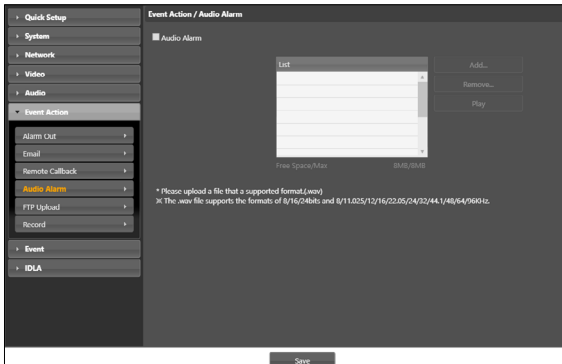 Quick Setup
System
Network
Video
Audio
Event Action
Alarm Out
Email
Remote Callback
Audio Alarm
FTP Upload
Record
Event
IDLA
Event Action / Audio Alarm
Audio Alarm
List
Add...
Remove...
Play
Free Space/Max 8MB/8MB
* Please upload a file that a supported format.(.wav)
※ The .wav file supports the formats of 8/16/24bits and 8/11.025/12/16/22.05/24/32/44.1/48/64/96KHz.
Save